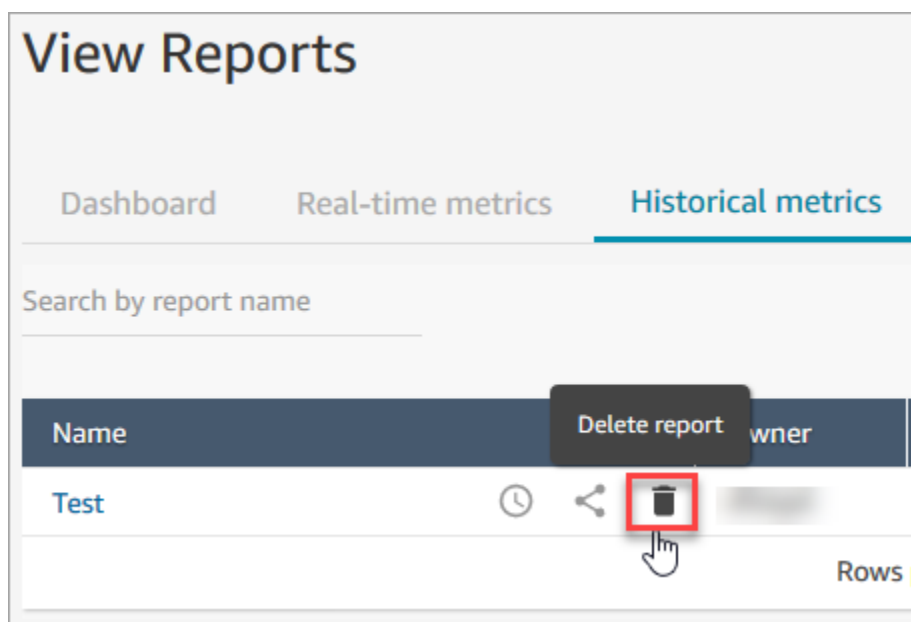 View Reports
Dashboard Real-time metrics Historical metrics
Search by report name
Delete report
Name wner
Test
Rows